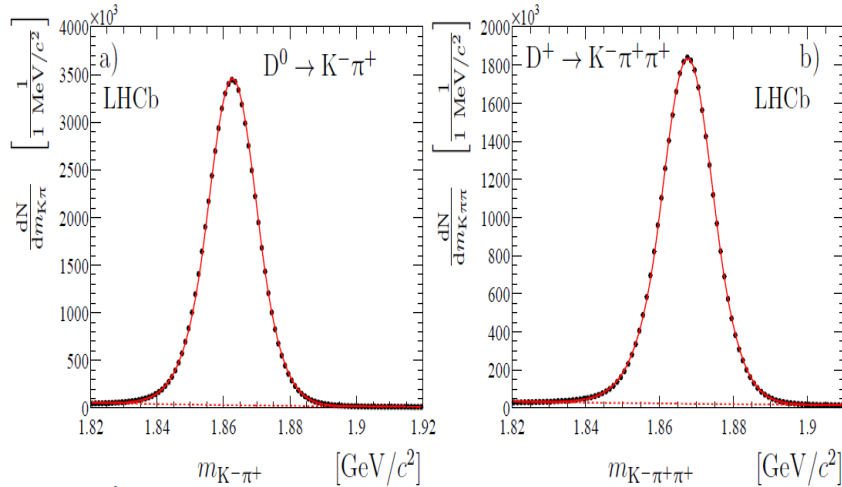 ×10³
4000
3500
3000
2500
2000
1500
1000
500
0
a)
LHCb
D⁰ → K⁻π⁺
dN/dm_Kπ [1/1 MeV/c²]
1.82 1.84 1.86 1.88 1.9 1.92
m_K⁻π⁺ [GeV/c²]
×10³
2000
1800
1600
1400
1200
1000
800
600
400
200
0
D⁺ → K⁻π⁺π⁺
b)
LHCb
dN/dm_Kππ [1/1 MeV/c²]
1.82 1.84 1.86 1.88 1.9
m_K⁻π⁺π⁺ [GeV/c²]